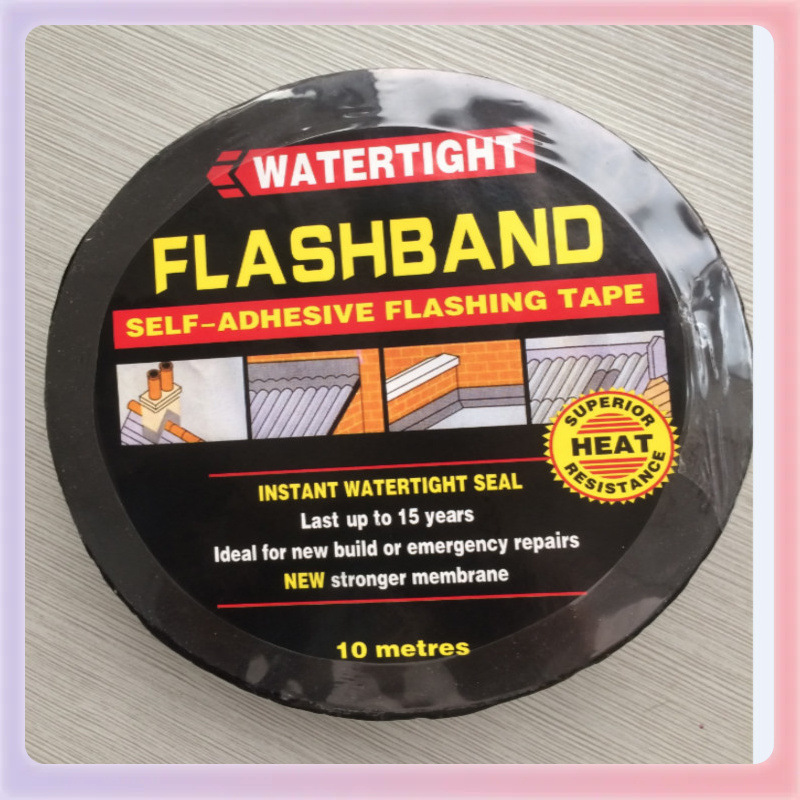 WATERTIGHT
FLASHBAND
SELF-ADHESIVE FLASHING TAPE
SUPERIOR
HEAT
RESISTANCE
INSTANT WATERTIGHT SEAL
Last up to 15 years
Ideal for new build or emergency repairs
NEW stronger membrane
10 metres